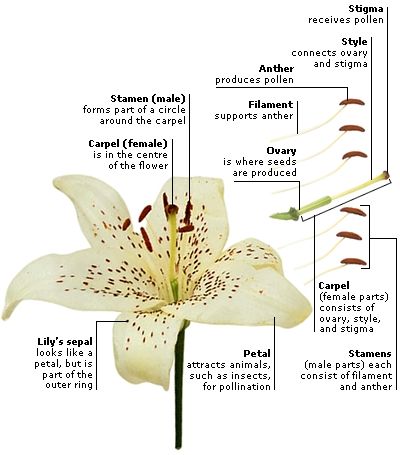 Stigma
receives pollen
Style
connects ovary
and stigma
Anther
produces pollen
Stamen (male)
forms part of a circle
around the carpel
Filament
supports anther
Carpel (female)
is in the centre
of the flower
Ovary
is where seeds
are produced
Carpel
(female parts)
consists of
ovary, style,
and stigma
Lily's sepal
looks like a
petal, but is
part of the
outer ring
Petal
attracts animals,
such as insects,
for pollination
Stamens
(male parts) each
consist of filament
and anther